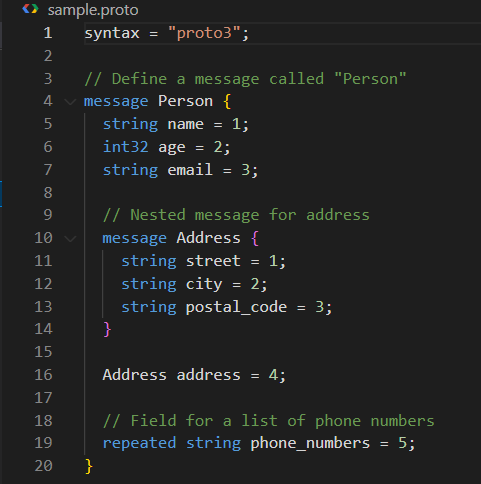 sample.proto
1 syntax = "proto3";
2
3 // Define a message called "Person"
4 message Person {
5   string name = 1;
6   int32 age = 2;
7   string email = 3;
8
9   // Nested message for address
10   message Address {
11     string street = 1;
12     string city = 2;
13     string postal_code = 3;
14   }
15
16   Address address = 4;
17
18   // Field for a list of phone numbers
19   repeated string phone_numbers = 5;
20 }